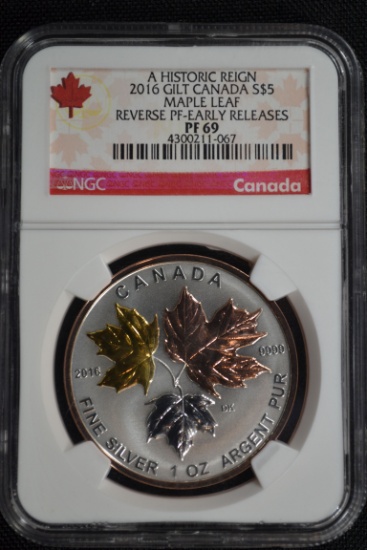 A HISTORIC REIGN
2016 GILT CANADA S$5
MAPLE LEAF
REVERSE PF-EARLY RELEASES
PF 69
4300211-067
NGC Canada
CANADA
2016
FINE SILVER 1 OZ ARGENT PUR